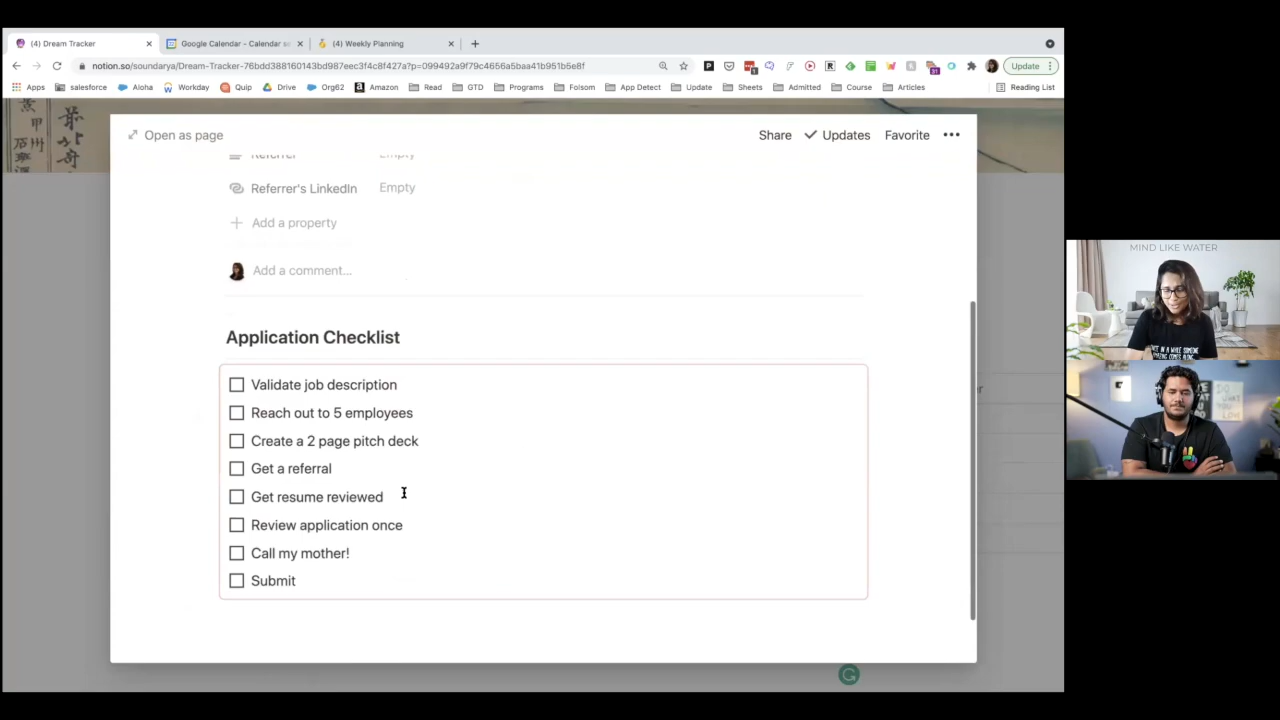 (4) Dream Tracker
Google Calendar - Calendar se
(4) Weekly Planning
notion.so/soundarya/Dream-Tracker-76bdd388160143bd987eec3f4c8f427a?p=099492a9f79c4656a5baa41b951b5e8f
Update
Apps salesforce Aloha Workday Quip Drive Org62 Amazon Read GTD Programs Folsom App Detect Update Sheets Admitted Course Articles Reading List
Open as page
Share Updates Favorite
Referrer Empty
Referrer's LinkedIn Empty
Add a property
Add a comment...
Application Checklist
Validate job description
Reach out to 5 employees
Create a 2 page pitch deck
Get a referral
Get resume reviewed
Review application once
Call my mother!
Submit
MIND LIKE WATER